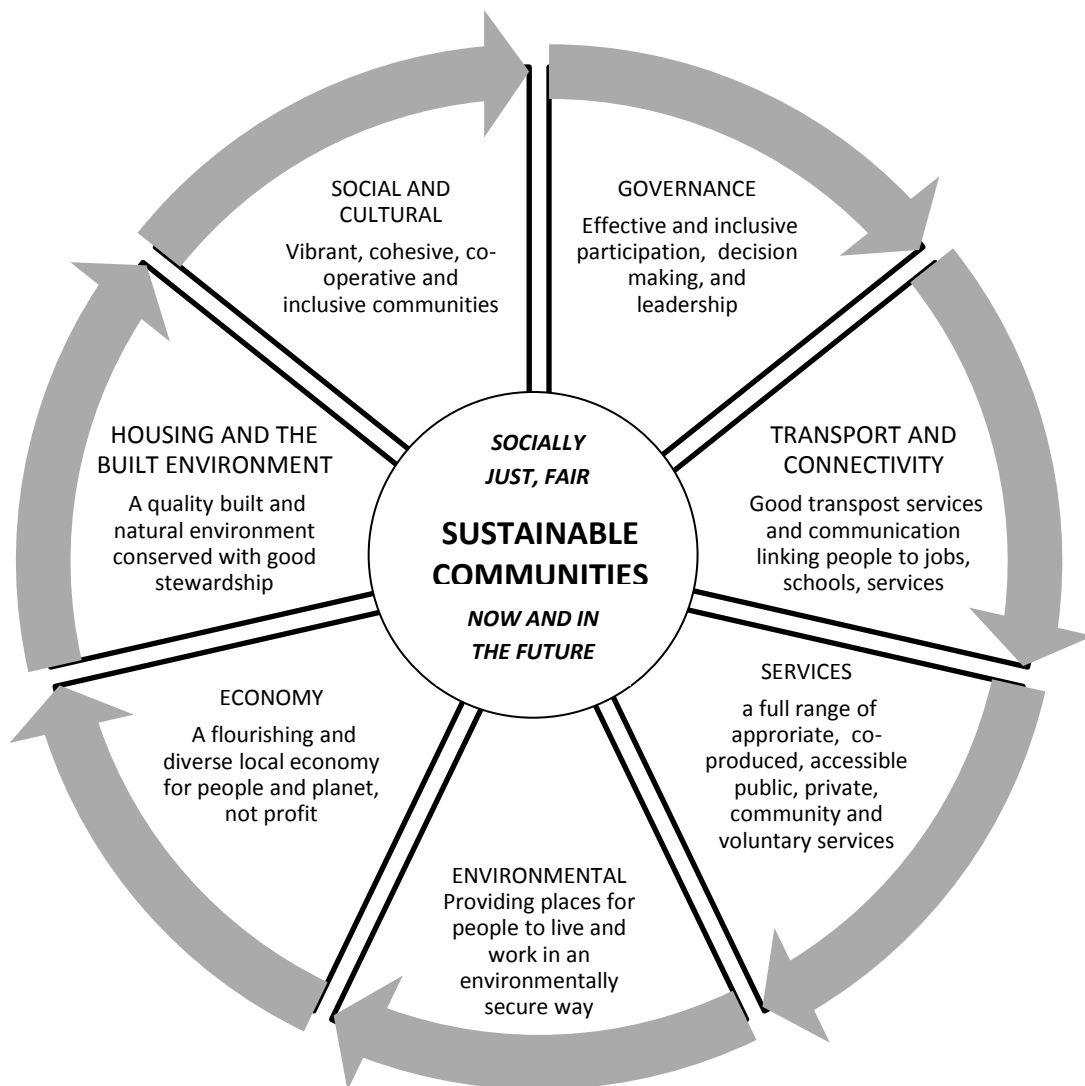 SOCIAL AND
CULTURAL
Vibrant, cohesive, co-
operative and
inclusive communities
GOVERNANCE
Effective and inclusive
participation, decision
making, and
leadership
HOUSING AND THE
BUILT ENVIRONMENT
A quality built and
natural environment
conserved with good
stewardship
SOCIALLY
JUST, FAIR
SUSTAINABLE
COMMUNITIES
NOW AND IN
THE FUTURE
TRANSPORT AND
CONNECTIVITY
Good transpost services
and communication
linking people to jobs,
schools, services
ECONOMY
A flourishing and
diverse local economy
for people and planet,
not profit
SERVICES
a full range of
approriate, co-
produced, accessible
public, private,
community and
voluntary services
ENVIRONMENTAL
Providing places for
people to live and
work in an
environmentally
secure way